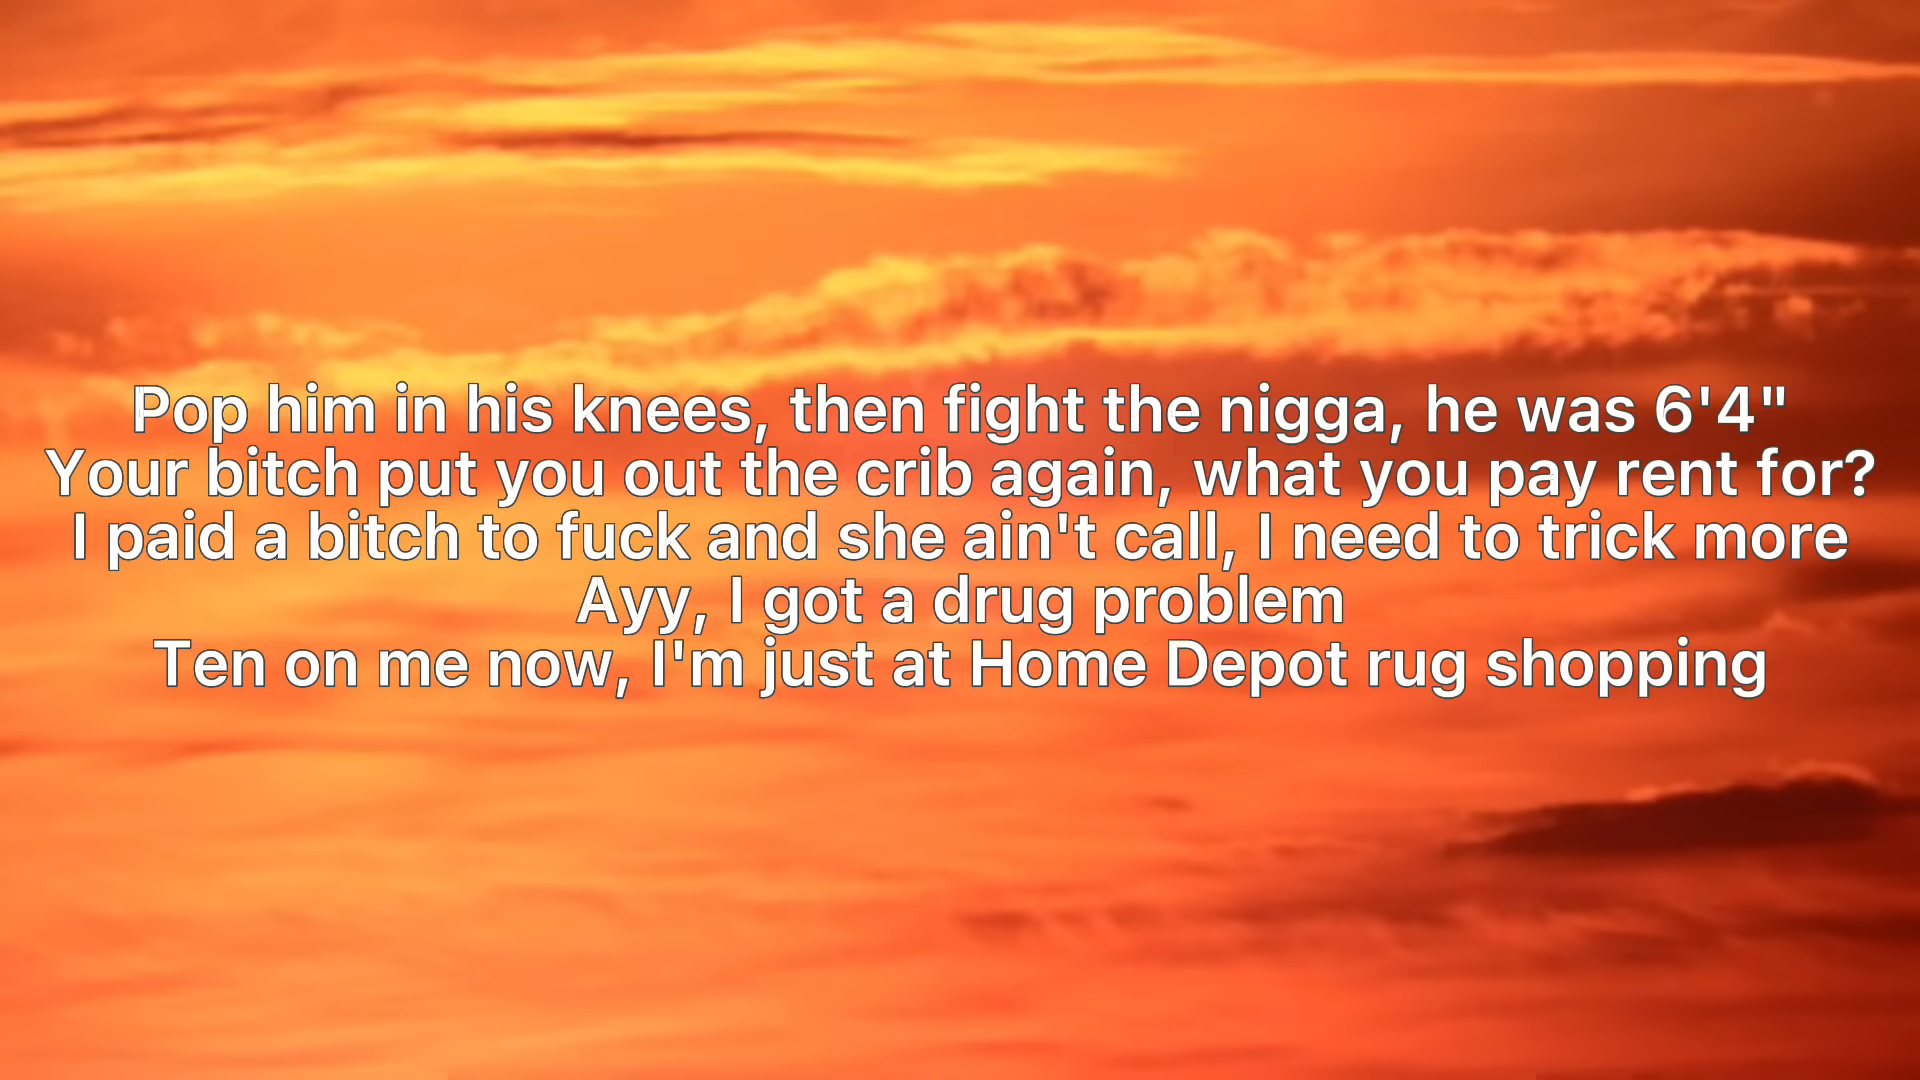 Pop him in his knees, then fight the nigga, he was 6'4"
Your bitch put you out the crib again, what you pay rent for?
I paid a bitch to fuck and she ain't call, I need to trick more
Ayy, I got a drug problem
Ten on me now, I'm just at Home Depot rug shopping